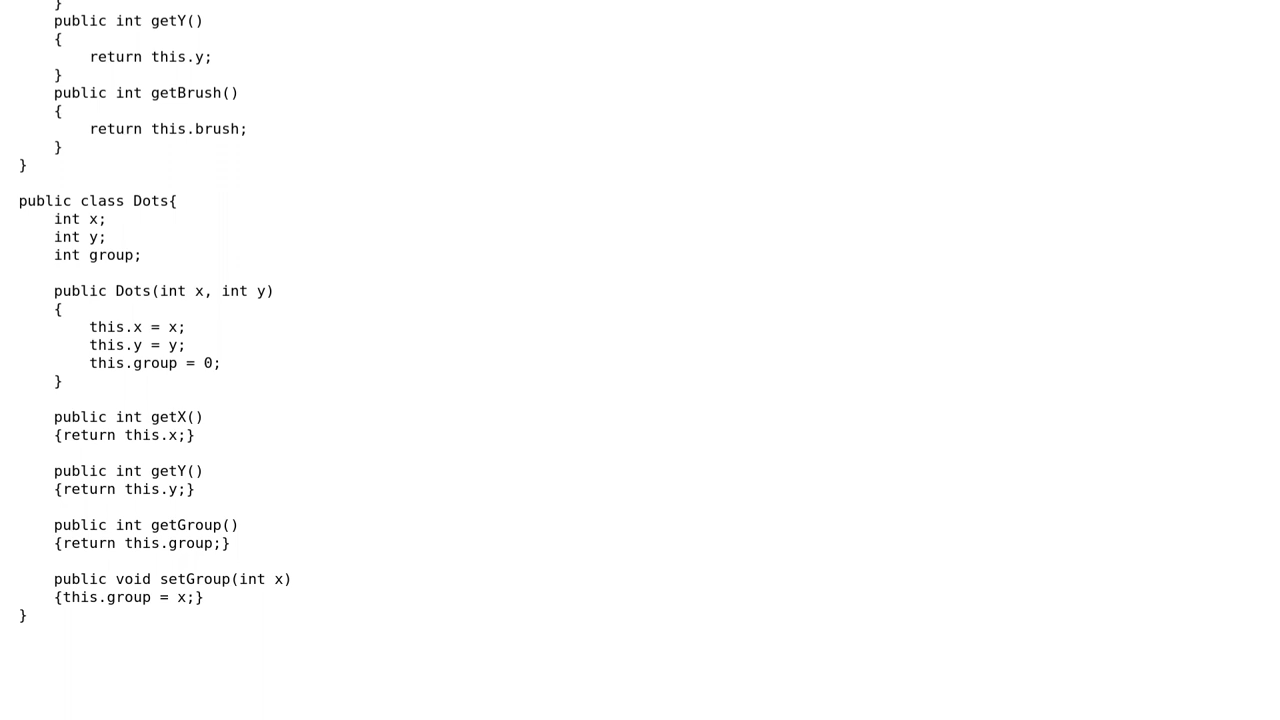 }
    public int getY()
    {
        return this.y;
    }
    public int getBrush()
    {
        return this.brush;
    }
}

public class Dots{
    int x;
    int y;
    int group;

    public Dots(int x, int y)
    {
        this.x = x;
        this.y = y;
        this.group = 0;
    }

    public int getX()
    {return this.x;}

    public int getY()
    {return this.y;}

    public int getGroup()
    {return this.group;}

    public void setGroup(int x)
    {this.group = x;}
}